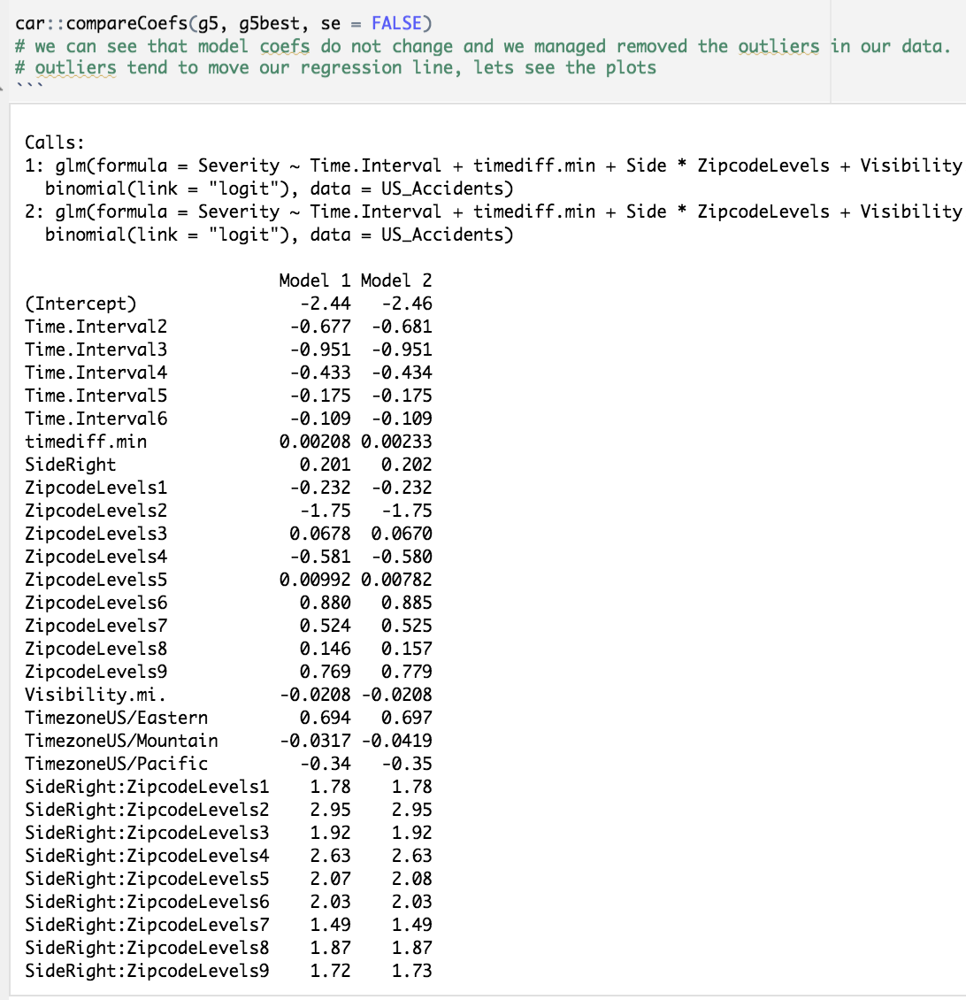 car::compareCoefs(g5, g5best, se = FALSE)
# we can see that model coefs do not change and we managed removed the outliers in our data.
# outliers tend to move our regression line, lets see the plots
```
Calls:
1: glm(formula = Severity ~ Time.Interval + timediff.min + Side * ZipcodeLevels + Visibility
binomial(link = "logit"), data = US_Accidents)
2: glm(formula = Severity ~ Time.Interval + timediff.min + Side * ZipcodeLevels + Visibility
binomial(link = "logit"), data = US_Accidents)
Model 1 Model 2
(Intercept) -2.44 -2.46
Time.Interval2 -0.677 -0.681
Time.Interval3 -0.951 -0.951
Time.Interval4 -0.433 -0.434
Time.Interval5 -0.175 -0.175
Time.Interval6 -0.109 -0.109
timediff.min 0.00208 0.00233
SideRight 0.201 0.202
ZipcodeLevels1 -0.232 -0.232
ZipcodeLevels2 -1.75 -1.75
ZipcodeLevels3 0.0678 0.0670
ZipcodeLevels4 -0.581 -0.580
ZipcodeLevels5 0.00992 0.00782
ZipcodeLevels6 0.880 0.885
ZipcodeLevels7 0.524 0.525
ZipcodeLevels8 0.146 0.157
ZipcodeLevels9 0.769 0.779
Visibility.mi. -0.0208 -0.0208
TimezoneUS/Eastern 0.694 0.697
TimezoneUS/Mountain -0.0317 -0.0419
TimezoneUS/Pacific -0.34 -0.35
SideRight:ZipcodeLevels1 1.78 1.78
SideRight:ZipcodeLevels2 2.95 2.95
SideRight:ZipcodeLevels3 1.92 1.92
SideRight:ZipcodeLevels4 2.63 2.63
SideRight:ZipcodeLevels5 2.07 2.08
SideRight:ZipcodeLevels6 2.03 2.03
SideRight:ZipcodeLevels7 1.49 1.49
SideRight:ZipcodeLevels8 1.87 1.87
SideRight:ZipcodeLevels9 1.72 1.73